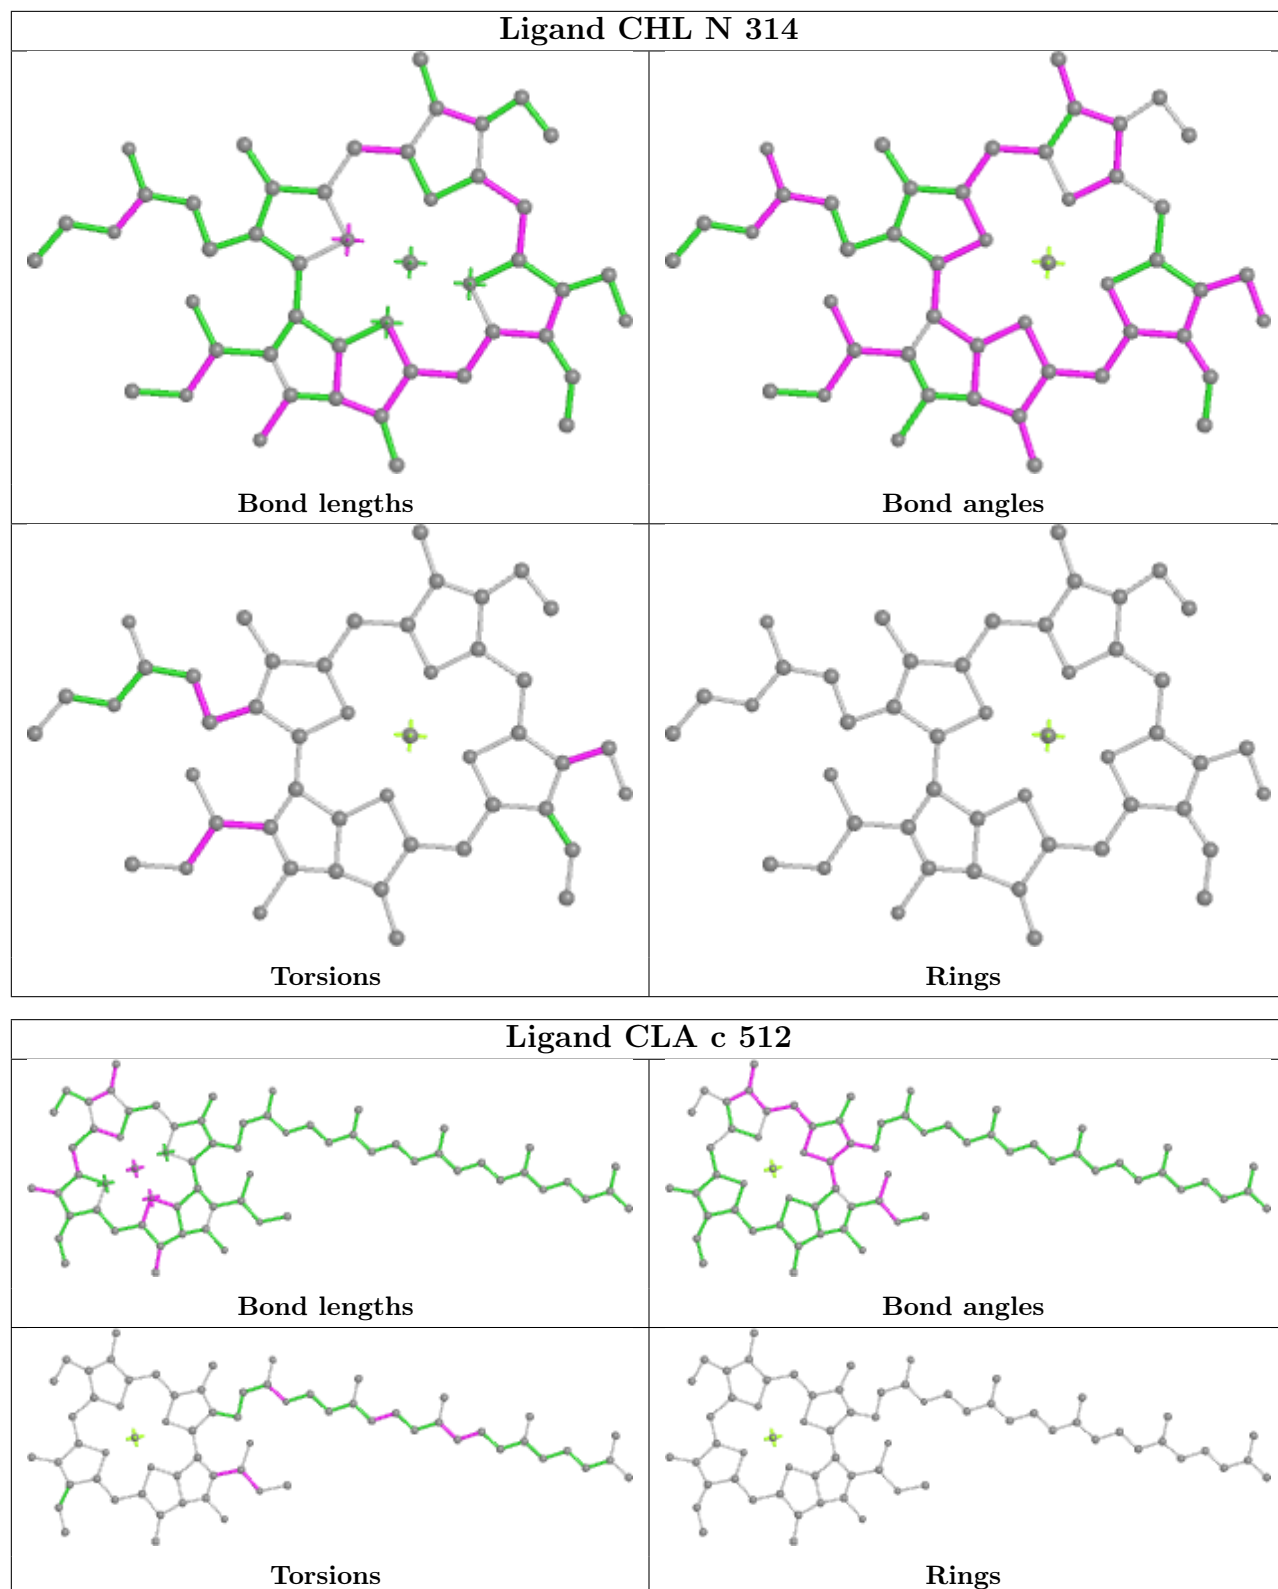 Ligand CHL N 314
Bond lengths
Bond angles
Torsions
Rings
Ligand CLA c 512
Bond lengths
Bond angles
Torsions
Rings